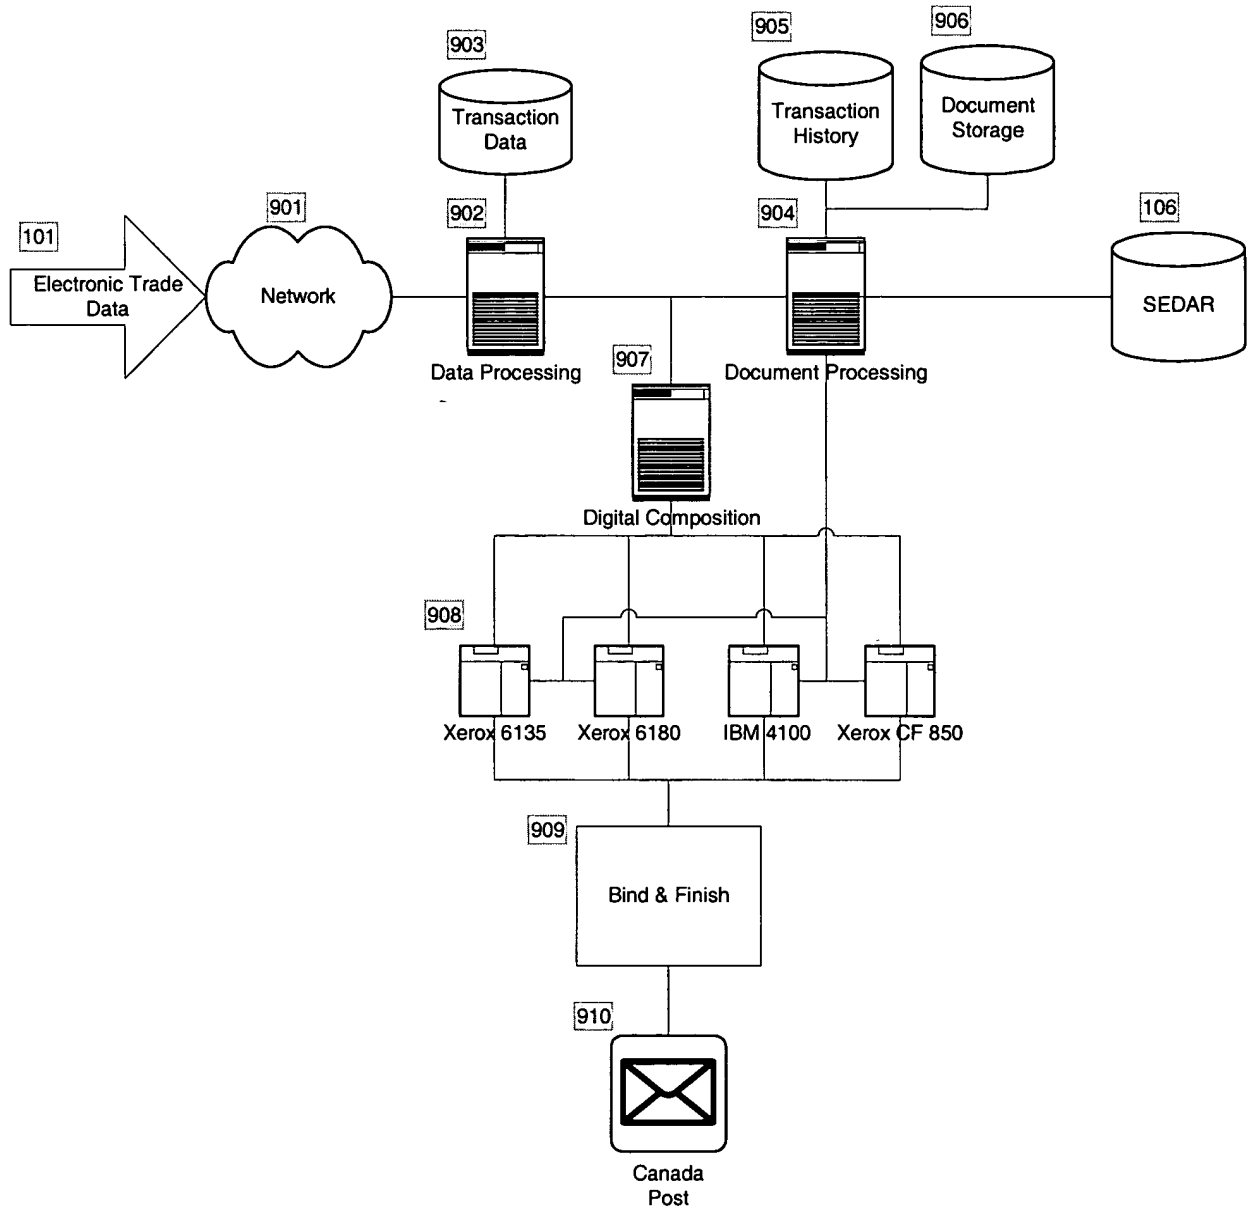 903
Transaction
Data
905
Transaction
History
906
Document
Storage
101
Electronic Trade
Data
901
Network
902
Data Processing
904
Document Processing
106
SEDAR
907
Digital Composition
908
Xerox 6135
Xerox 6180
IBM 4100
Xerox CF 850
909
Bind & Finish
910
Canada
Post